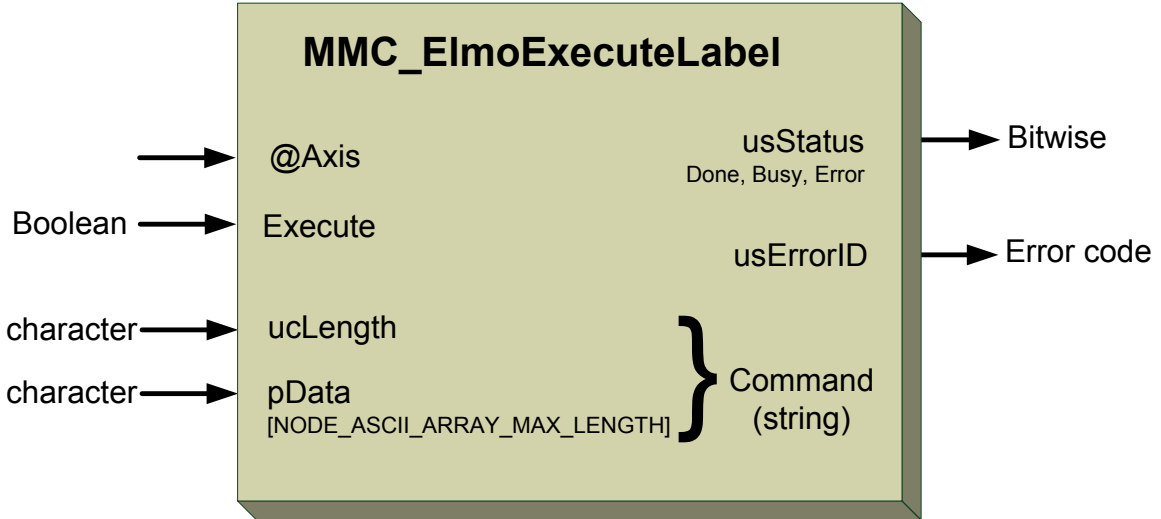 MMC_ElmoExecuteLabel
@Axis
usStatus
Bitwise
Done, Busy, Error
Boolean
Execute
usErrorID
Error code
character
ucLength
character
pData
[NODE_ASCII_ARRAY_MAX_LENGTH]
}
Command
(string)